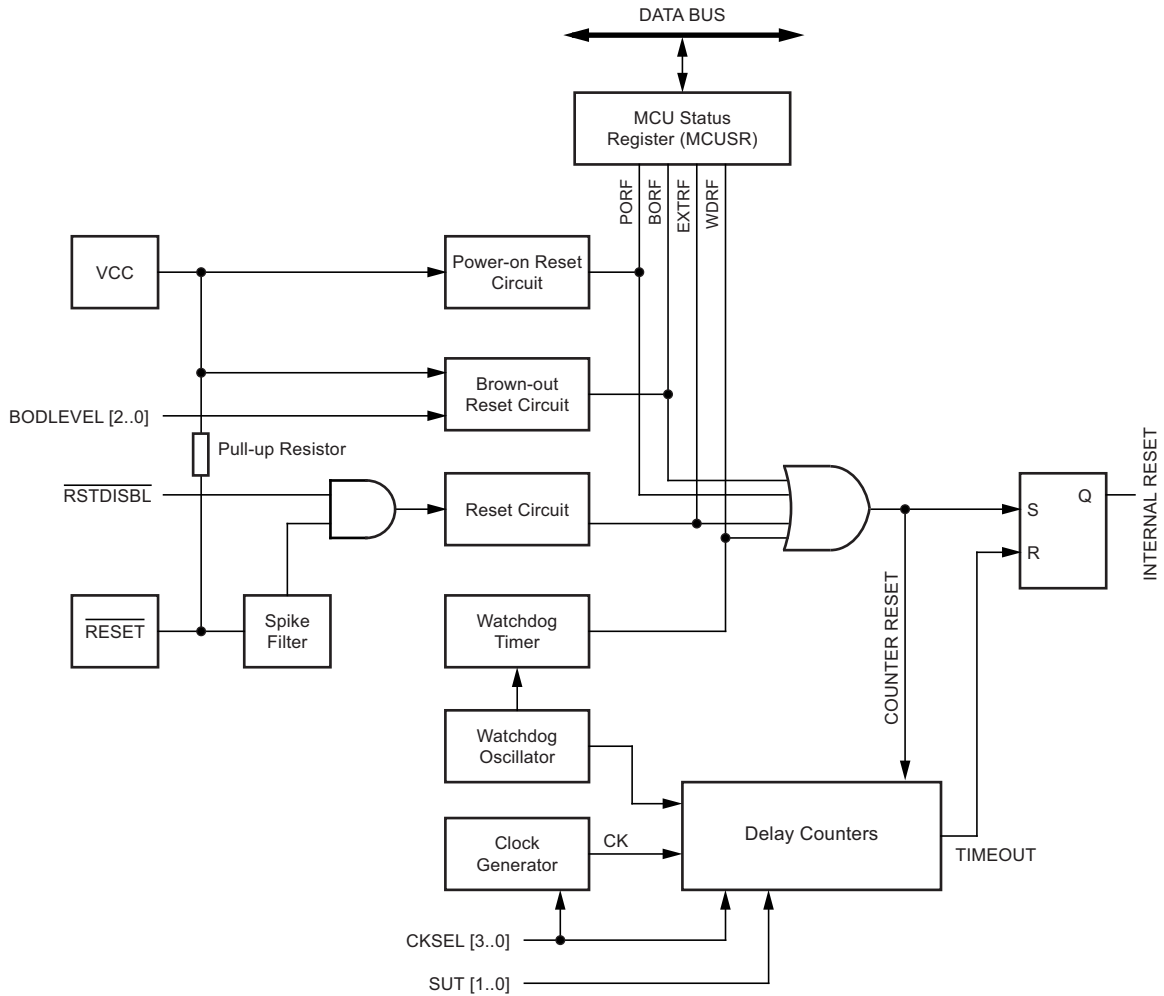 DATA BUS
MCU Status
Register (MCUSR)
PORF
BORF
EXTRF
WDRF
VCC
Power-on Reset
Circuit
Brown-out
Reset Circuit
BODLEVEL [2..0]
Pull-up Resistor
RSTDISBL
Reset Circuit
S
Q
R
INTERNAL RESET
RESET
Spike
Filter
Watchdog
Timer
COUNTER RESET
Watchdog
Oscillator
Delay Counters
Clock
Generator
CK
TIMEOUT
CKSEL [3..0]
SUT [1..0]